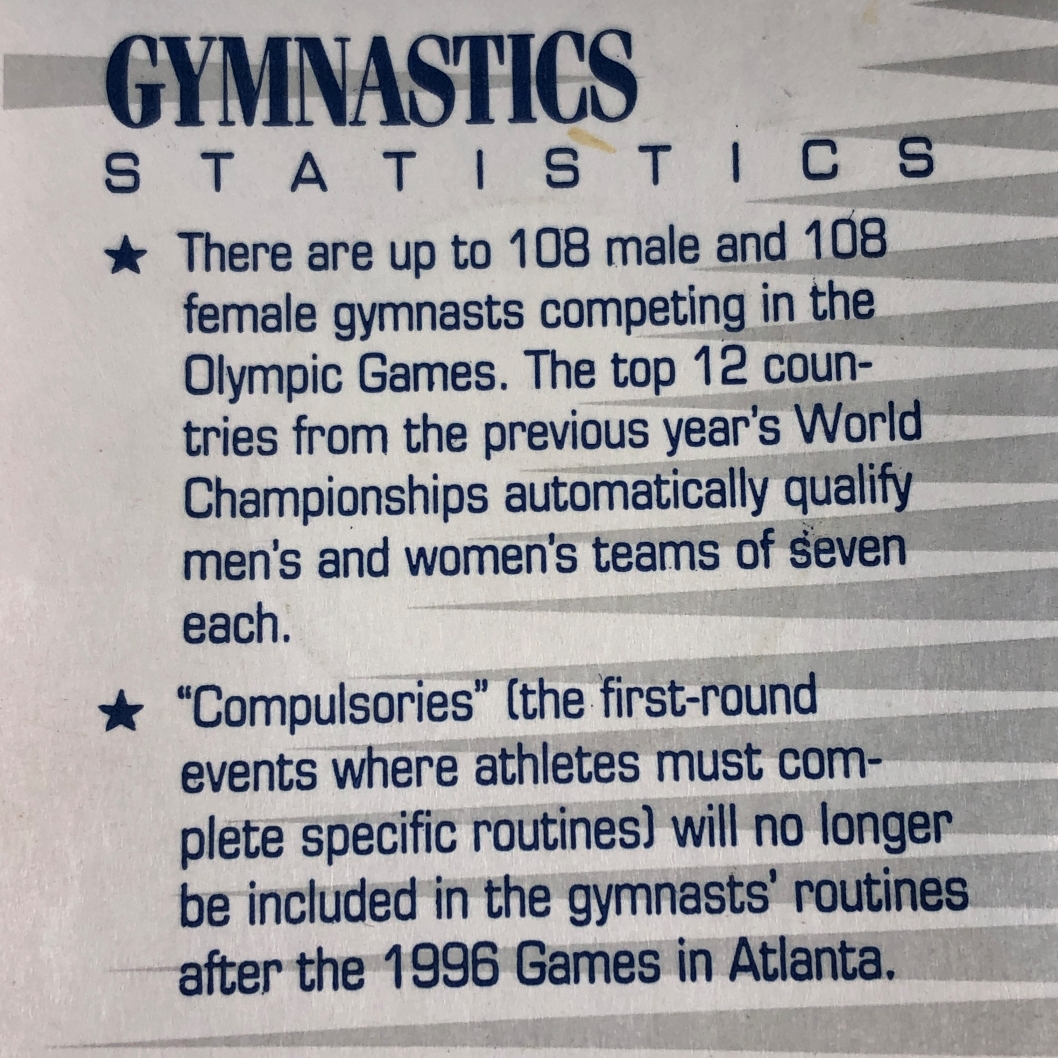 GYMNASTICS
STATISTICS
★ There are up to 108 male and 108
female gymnasts competing in the
Olympic Games. The top 12 coun-
tries from the previous year's World
Championships automatically qualify
men's and women's teams of seven
each.
★ “Compulsories” (the first-round
events where athletes must com-
plete specific routines) will no longer
be included in the gymnasts' routines
after the 1996 Games in Atlanta.